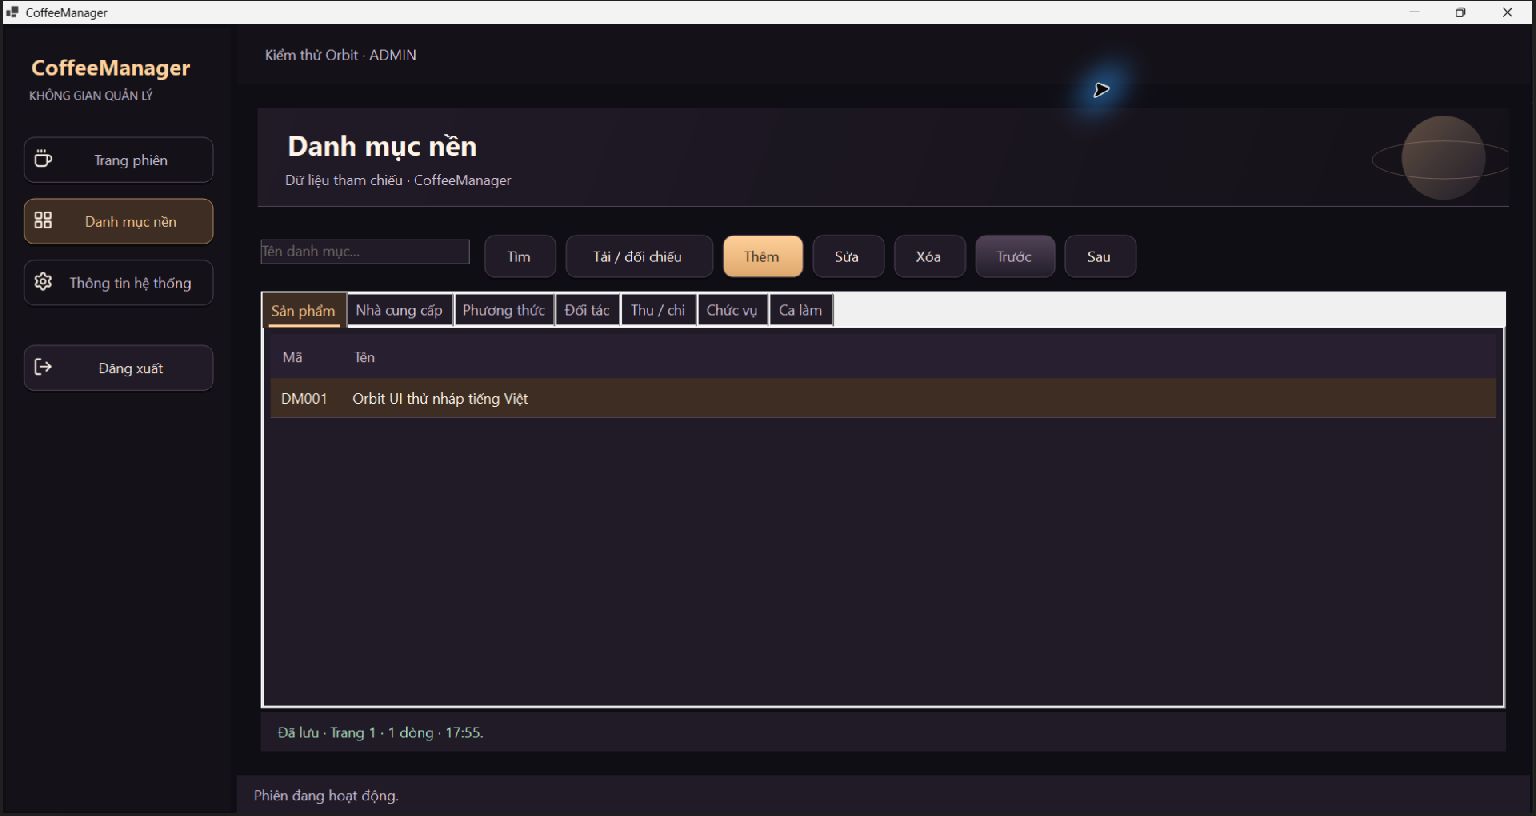 CoffeeManager
CoffeeManager
KHÔNG GIAN QUẢN LÝ
Trang phiên
Danh mục nền
Thông tin hệ thống
Đăng xuất
Kiểm thử Orbit · ADMIN
Danh mục nền
Dữ liệu tham chiếu · CoffeeManager
Tên danh mục...
Tìm
Tải / đối chiếu
Thêm
Sửa
Xóa
Trước
Sau
Sản phẩm
Nhà cung cấp
Phương thức
Đối tác
Thu / chi
Chức vụ
Ca làm
Mã
Tên
DM001
Orbit UI thử nháp tiếng Việt
Đã lưu · Trang 1 · 1 dòng · 17:55.
Phiên đang hoạt động.